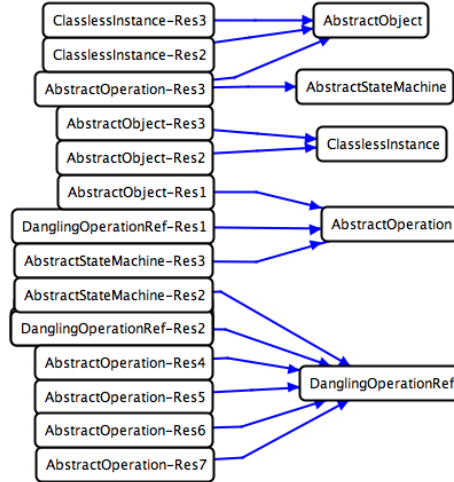 ClasslessInstance-Res3
AbstractObject
ClasslessInstance-Res2
AbstractOperation-Res3
AbstractStateMachine
AbstractObject-Res3
ClasslessInstance
AbstractObject-Res2
AbstractObject-Res1
DanglingOperationRef-Res1
AbstractOperation
AbstractStateMachine-Res3
AbstractStateMachine-Res2
DanglingOperationRef-Res2
AbstractOperation-Res4
DanglingOperationRef
AbstractOperation-Res5
AbstractOperation-Res6
AbstractOperation-Res7